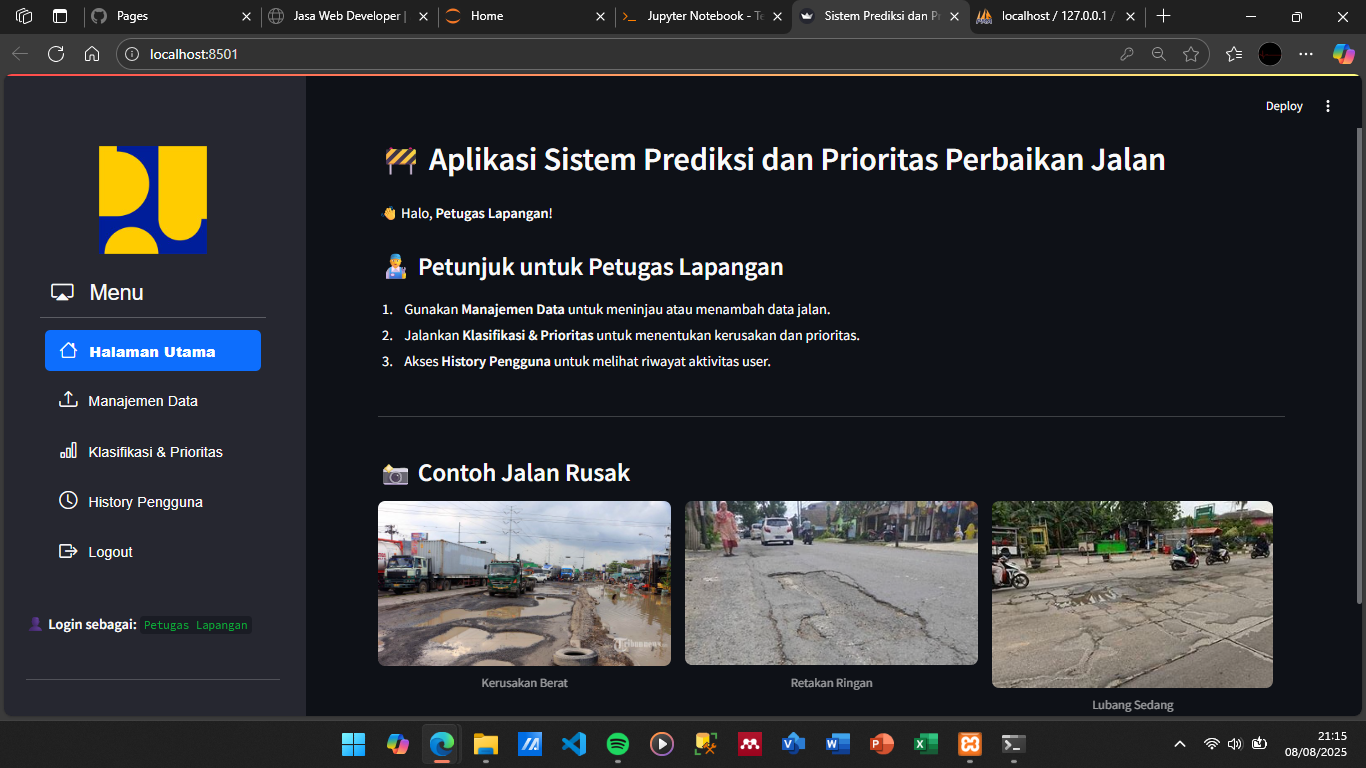 Pages
Jasa Web Developer |
Home
Jupyter Notebook - Te
Sistem Prediksi dan Pr
localhost / 127.0.0.1 /
localhost:8501
Deploy
Menu
Halaman Utama
Manajemen Data
Klasifikasi & Prioritas
History Pengguna
Logout
Login sebagai: Petugas Lapangan
Aplikasi Sistem Prediksi dan Prioritas Perbaikan Jalan
Halo, Petugas Lapangan!
Petunjuk untuk Petugas Lapangan
1. Gunakan Manajemen Data untuk meninjau atau menambah data jalan.
2. Jalankan Klasifikasi & Prioritas untuk menentukan kerusakan dan prioritas.
3. Akses History Pengguna untuk melihat riwayat aktivitas user.
Contoh Jalan Rusak
Tribunnews
Kerusakan Berat
Retakan Ringan
Lubang Sedang
21:15
08/08/2025